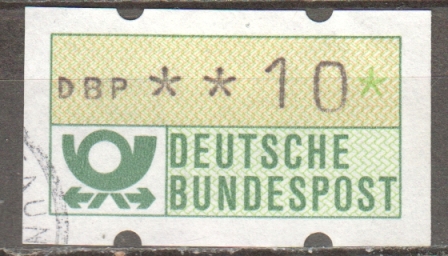 DBP **10*
DEUTSCHE
BUNDESPOST